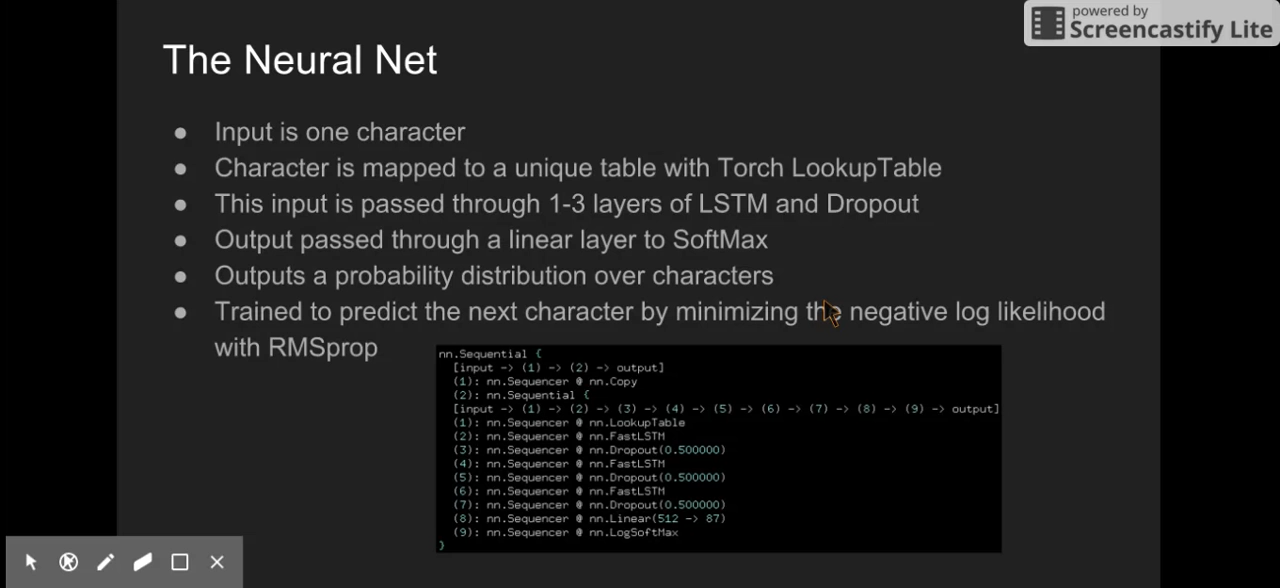 powered by
Screencastify Lite
The Neural Net
● Input is one character
● Character is mapped to a unique table with Torch LookupTable
● This input is passed through 1-3 layers of LSTM and Dropout
● Output passed through a linear layer to SoftMax
● Outputs a probability distribution over characters
● Trained to predict the next character by minimizing the negative log likelihood
with RMSprop
nn.Sequential {
[input -> (1) -> (2) -> output]
(1): nn.Sequencer @ nn.Copy
(2): nn.Sequential {
[input -> (1) -> (2) -> (3) -> (4) -> (5) -> (6) -> (7) -> (8) -> (9) -> output]
(1): nn.Sequencer @ nn.LookupTable
(2): nn.Sequencer @ nn.FastLSTM
(3): nn.Sequencer @ nn.Dropout(0.500000)
(4): nn.Sequencer @ nn.FastLSTM
(5): nn.Sequencer @ nn.Dropout(0.500000)
(6): nn.Sequencer @ nn.FastLSTM
(7): nn.Sequencer @ nn.Dropout(0.500000)
(8): nn.Sequencer @ nn.Linear(512 -> 87)
(9): nn.Sequencer @ nn.LogSoftMax
}